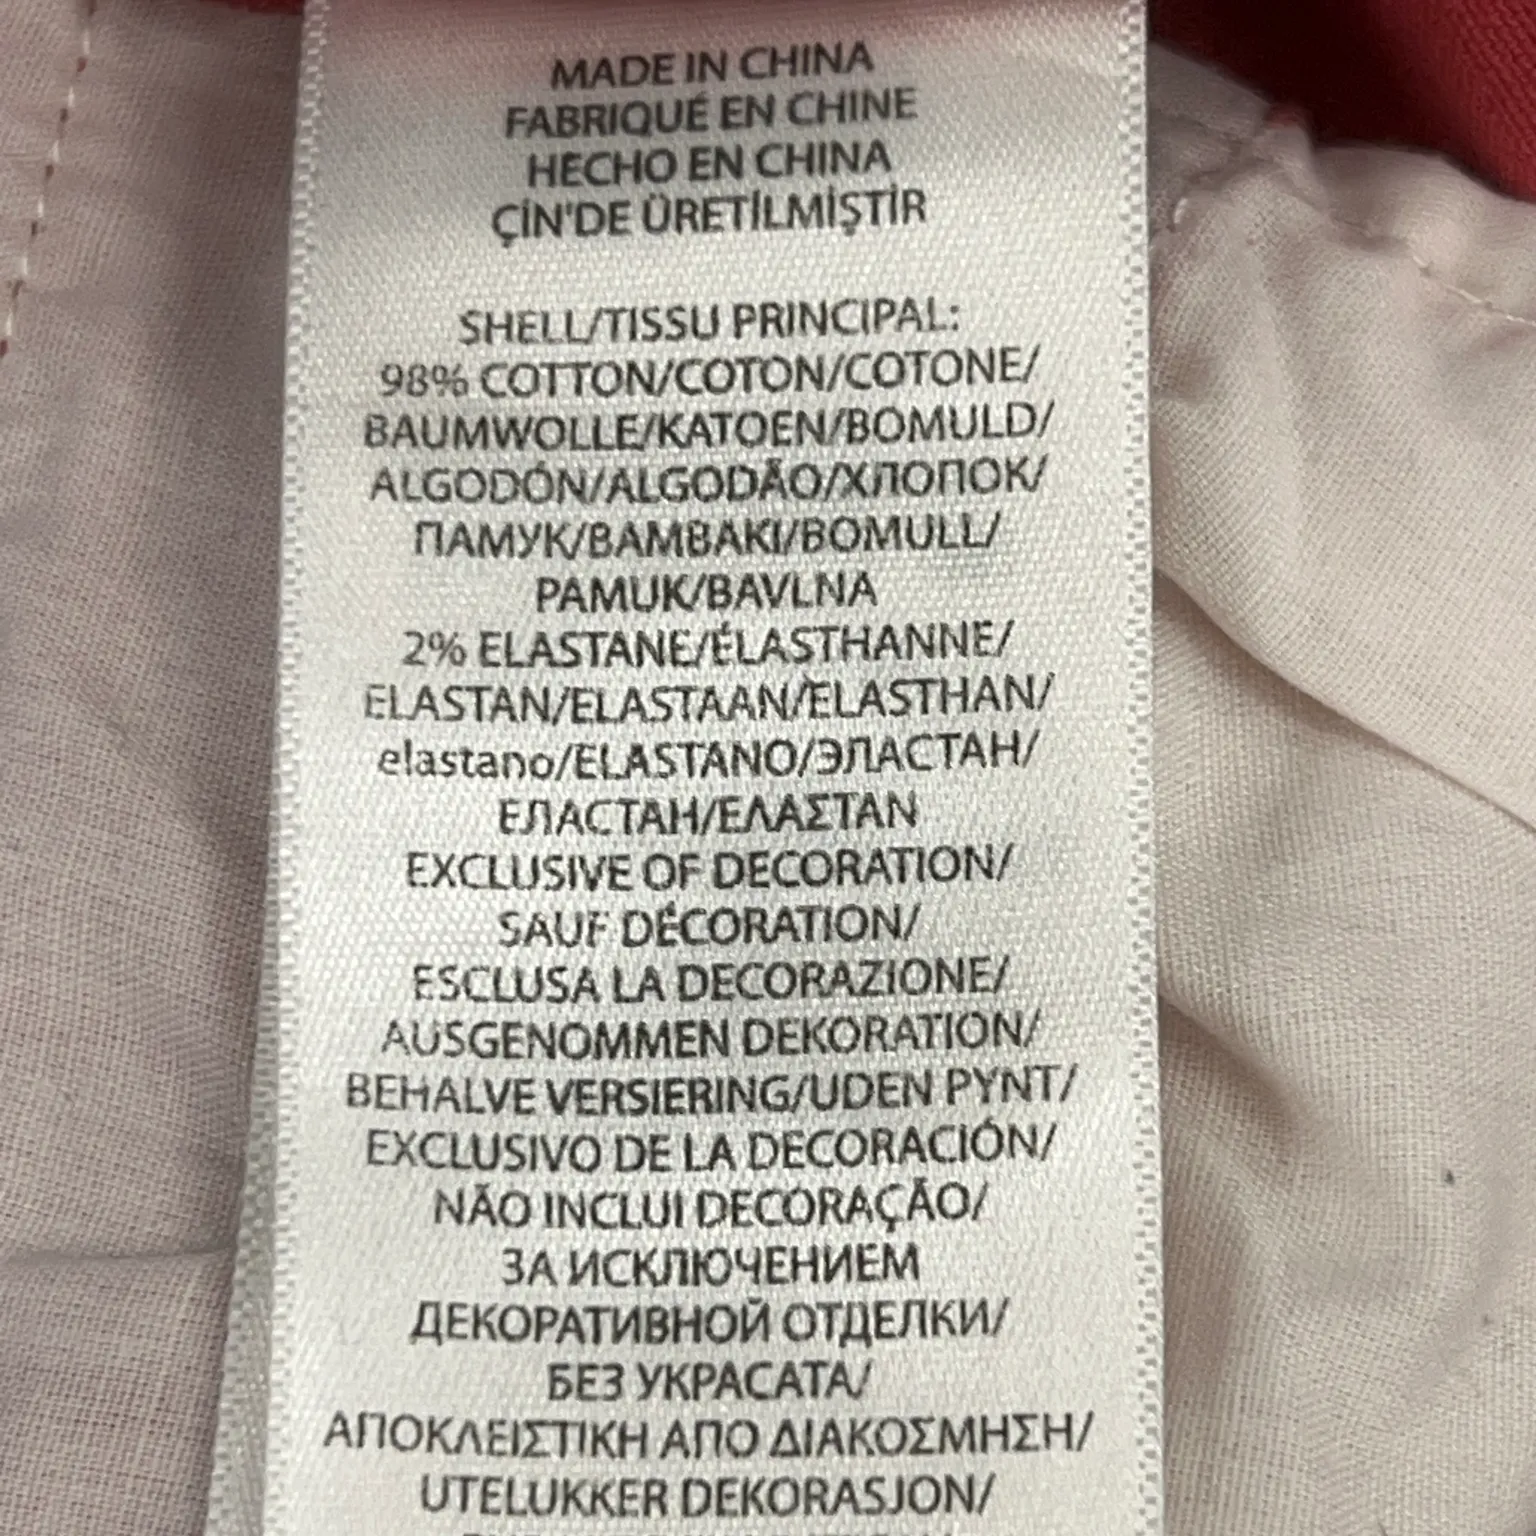 MADE IN CHINA
FABRIQUÉ EN CHINE
HECHO EN CHINA
ÇİN'DE ÜRETİLMİŞTİR
SHELL/TISSU PRINCIPAL:
98% COTTON/COTON/COTONE/
BAUMWOLLE/KATOEN/BOMULD/
ALGODÓN/ALGODÃO/ХЛОПОК/
ПАМУК/ΒΑΜΒΑΚΙ/BOMULL/
PAMUK/BAVLNA
2% ELASTANE/ÉLASTHANNE/
ELASTAN/ELASTAAN/ELASTHAN/
elastano/ELASTANO/ЭЛАСТАН/
ЕЛАСТАН/ΕΛΑΣΤΑΝ
EXCLUSIVE OF DECORATION/
SAUF DÉCORATION/
ESCLUSA LA DECORAZIONE/
AUSGENOMMEN DEKORATION/
BEHALVE VERSIERING/UDEN PYNT/
EXCLUSIVO DE LA DECORACIÓN/
NÃO INCLUI DECORAÇÃO/
ЗА ИСКЛЮЧЕНИЕМ
ДЕКОРАТИВНОЙ ОТДЕЛКИ/
БЕЗ УКРАСАТА/
ΑΠΟΚΛΕΙΣΤΙΚΗ ΑΠΟ ΔΙΑΚΟΣΜΗΣΗ/
UTELUKKER DEKORASJON/